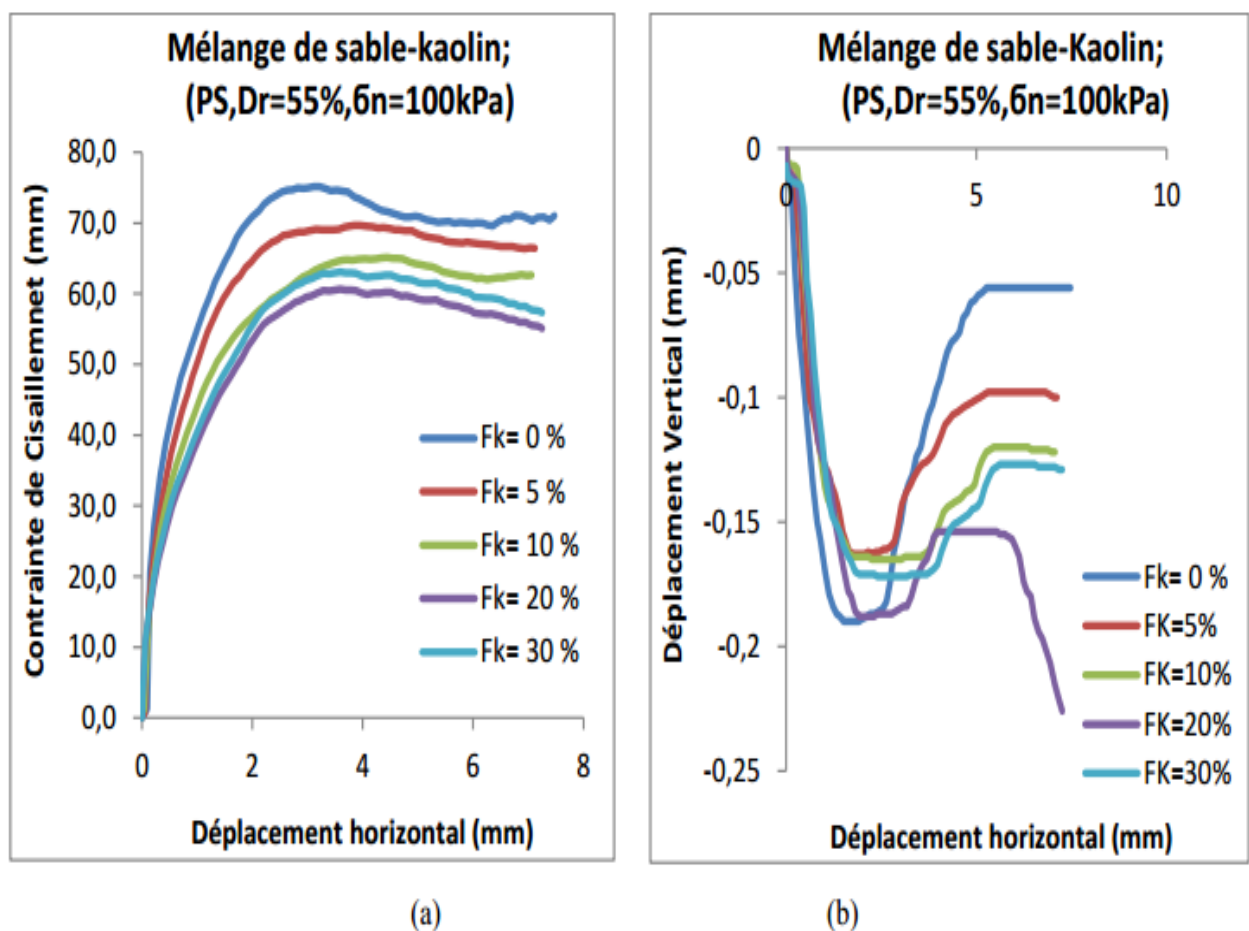 Mélange de sable-kaolin;
(PS,Dr=55%,бn=100kPa)
80,0
70,0
60,0
50,0
40,0
30,0
20,0
10,0
0,0
Contrainte de Cisaillemnet (mm)
Fk= 0 %
Fk= 5 %
Fk= 10 %
Fk= 20 %
Fk= 30 %
0 2 4 6 8
Déplacement horizontal (mm)
(a)
Mélange de sable-Kaolin;
(PS,Dr=55%,бn=100kPa)
0
-0,05
-0,1
-0,15
-0,2
-0,25
0 5 10
Déplacement Vertical (mm)
Fk= 0 %
FK=5%
FK=10%
FK=20%
FK=30%
Déplacement horizontal (mm)
(b)